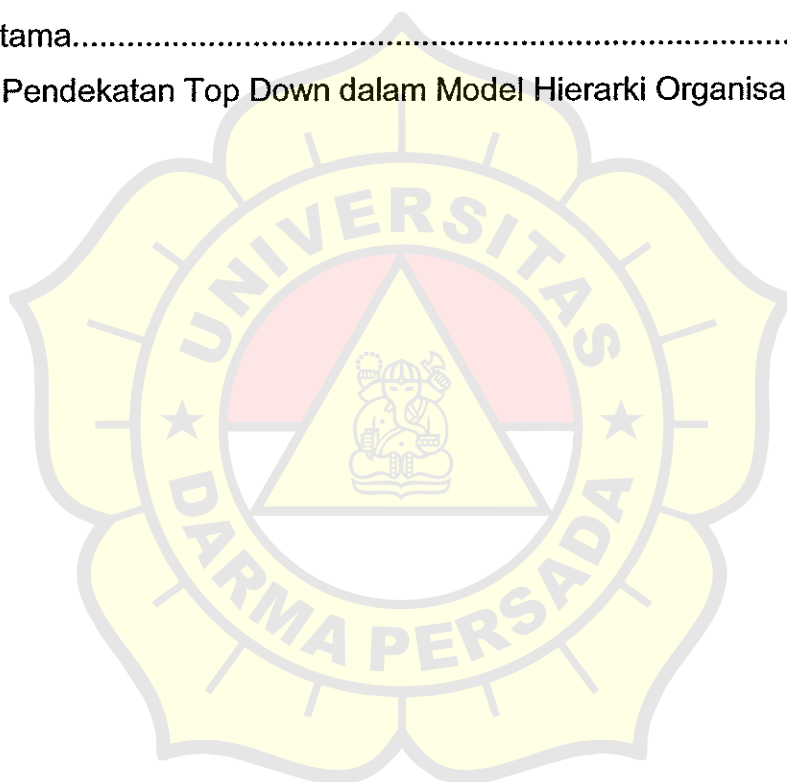 tama...............................................................................
Pendekatan Top Down dalam Model Hierarki Organisa
UNIVERSITAS
DARMA PERSADA